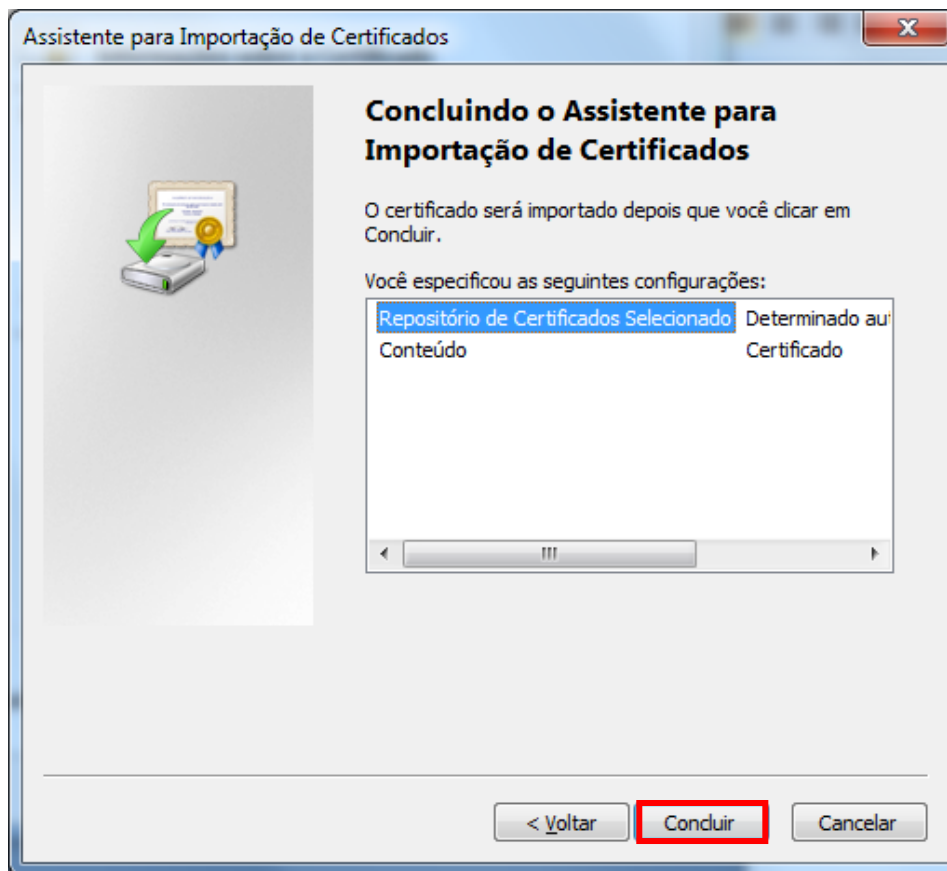 Assistente para Importação de Certificados
Concluindo o Assistente para
Importação de Certificados
O certificado será importado depois que você clicar em
Concluir.
Você especificou as seguintes configurações:
Repositório de Certificados Selecionado Determinado aut
Conteúdo Certificado
< Voltar Concluir Cancelar